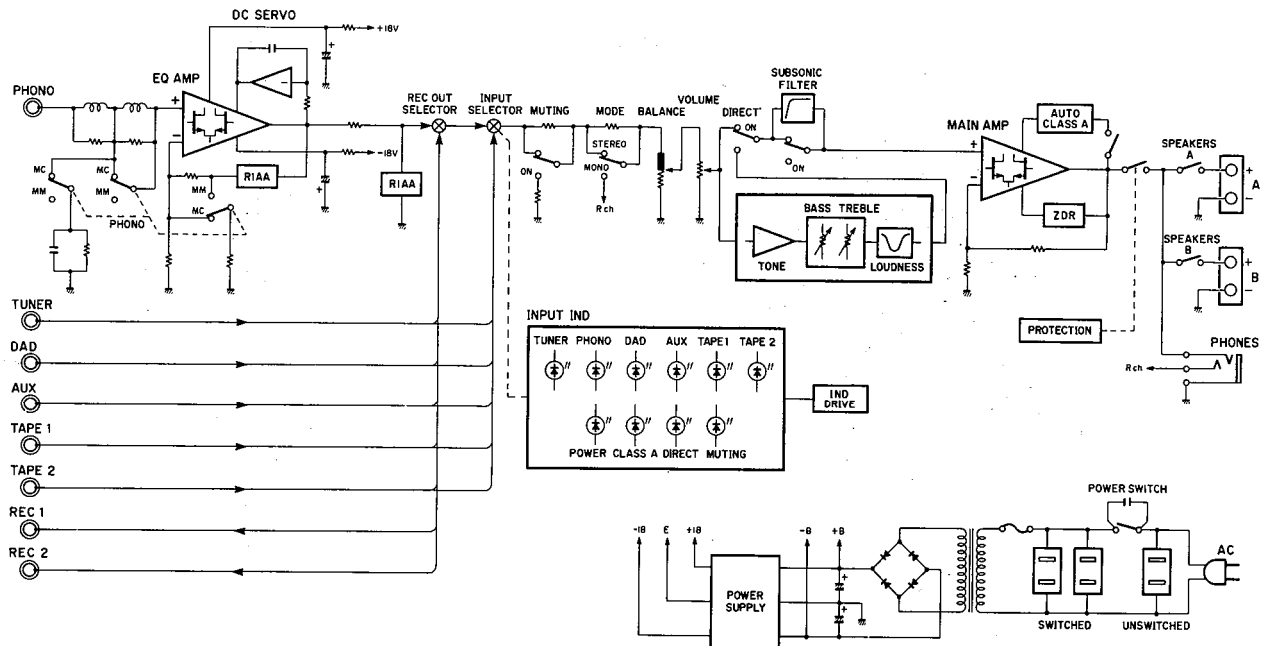 DC SERVO
+18V
PHONO
EQ AMP
+
−
−
-18V
MC
MM
MC
MM
RIAA
MM
MC
PHONO
RIAA
REC OUT
SELECTOR
INPUT
SELECTOR
MUTING
ON
MODE
STEREO
MONO
Rch
BALANCE
VOLUME
DIRECT
ON
SUBSONIC
FILTER
ON
BASS TREBLE
TONE
LOUDNESS
MAIN AMP
+
−
AUTO
CLASS A
ZDR
SPEAKERS
A
+
−
A
SPEAKERS
B
+
−
B
PROTECTION
PHONES
Rch
TUNER
DAD
AUX
TAPE 1
TAPE 2
REC 1
REC 2
INPUT IND
TUNER PHONO DAD AUX TAPE1 TAPE 2
POWER CLASS A DIRECT MUTING
IND
DRIVE
-18 E +18 -B +B
POWER
SUPPLY
+
+
POWER SWITCH
AC
SWITCHED UNSWITCHED